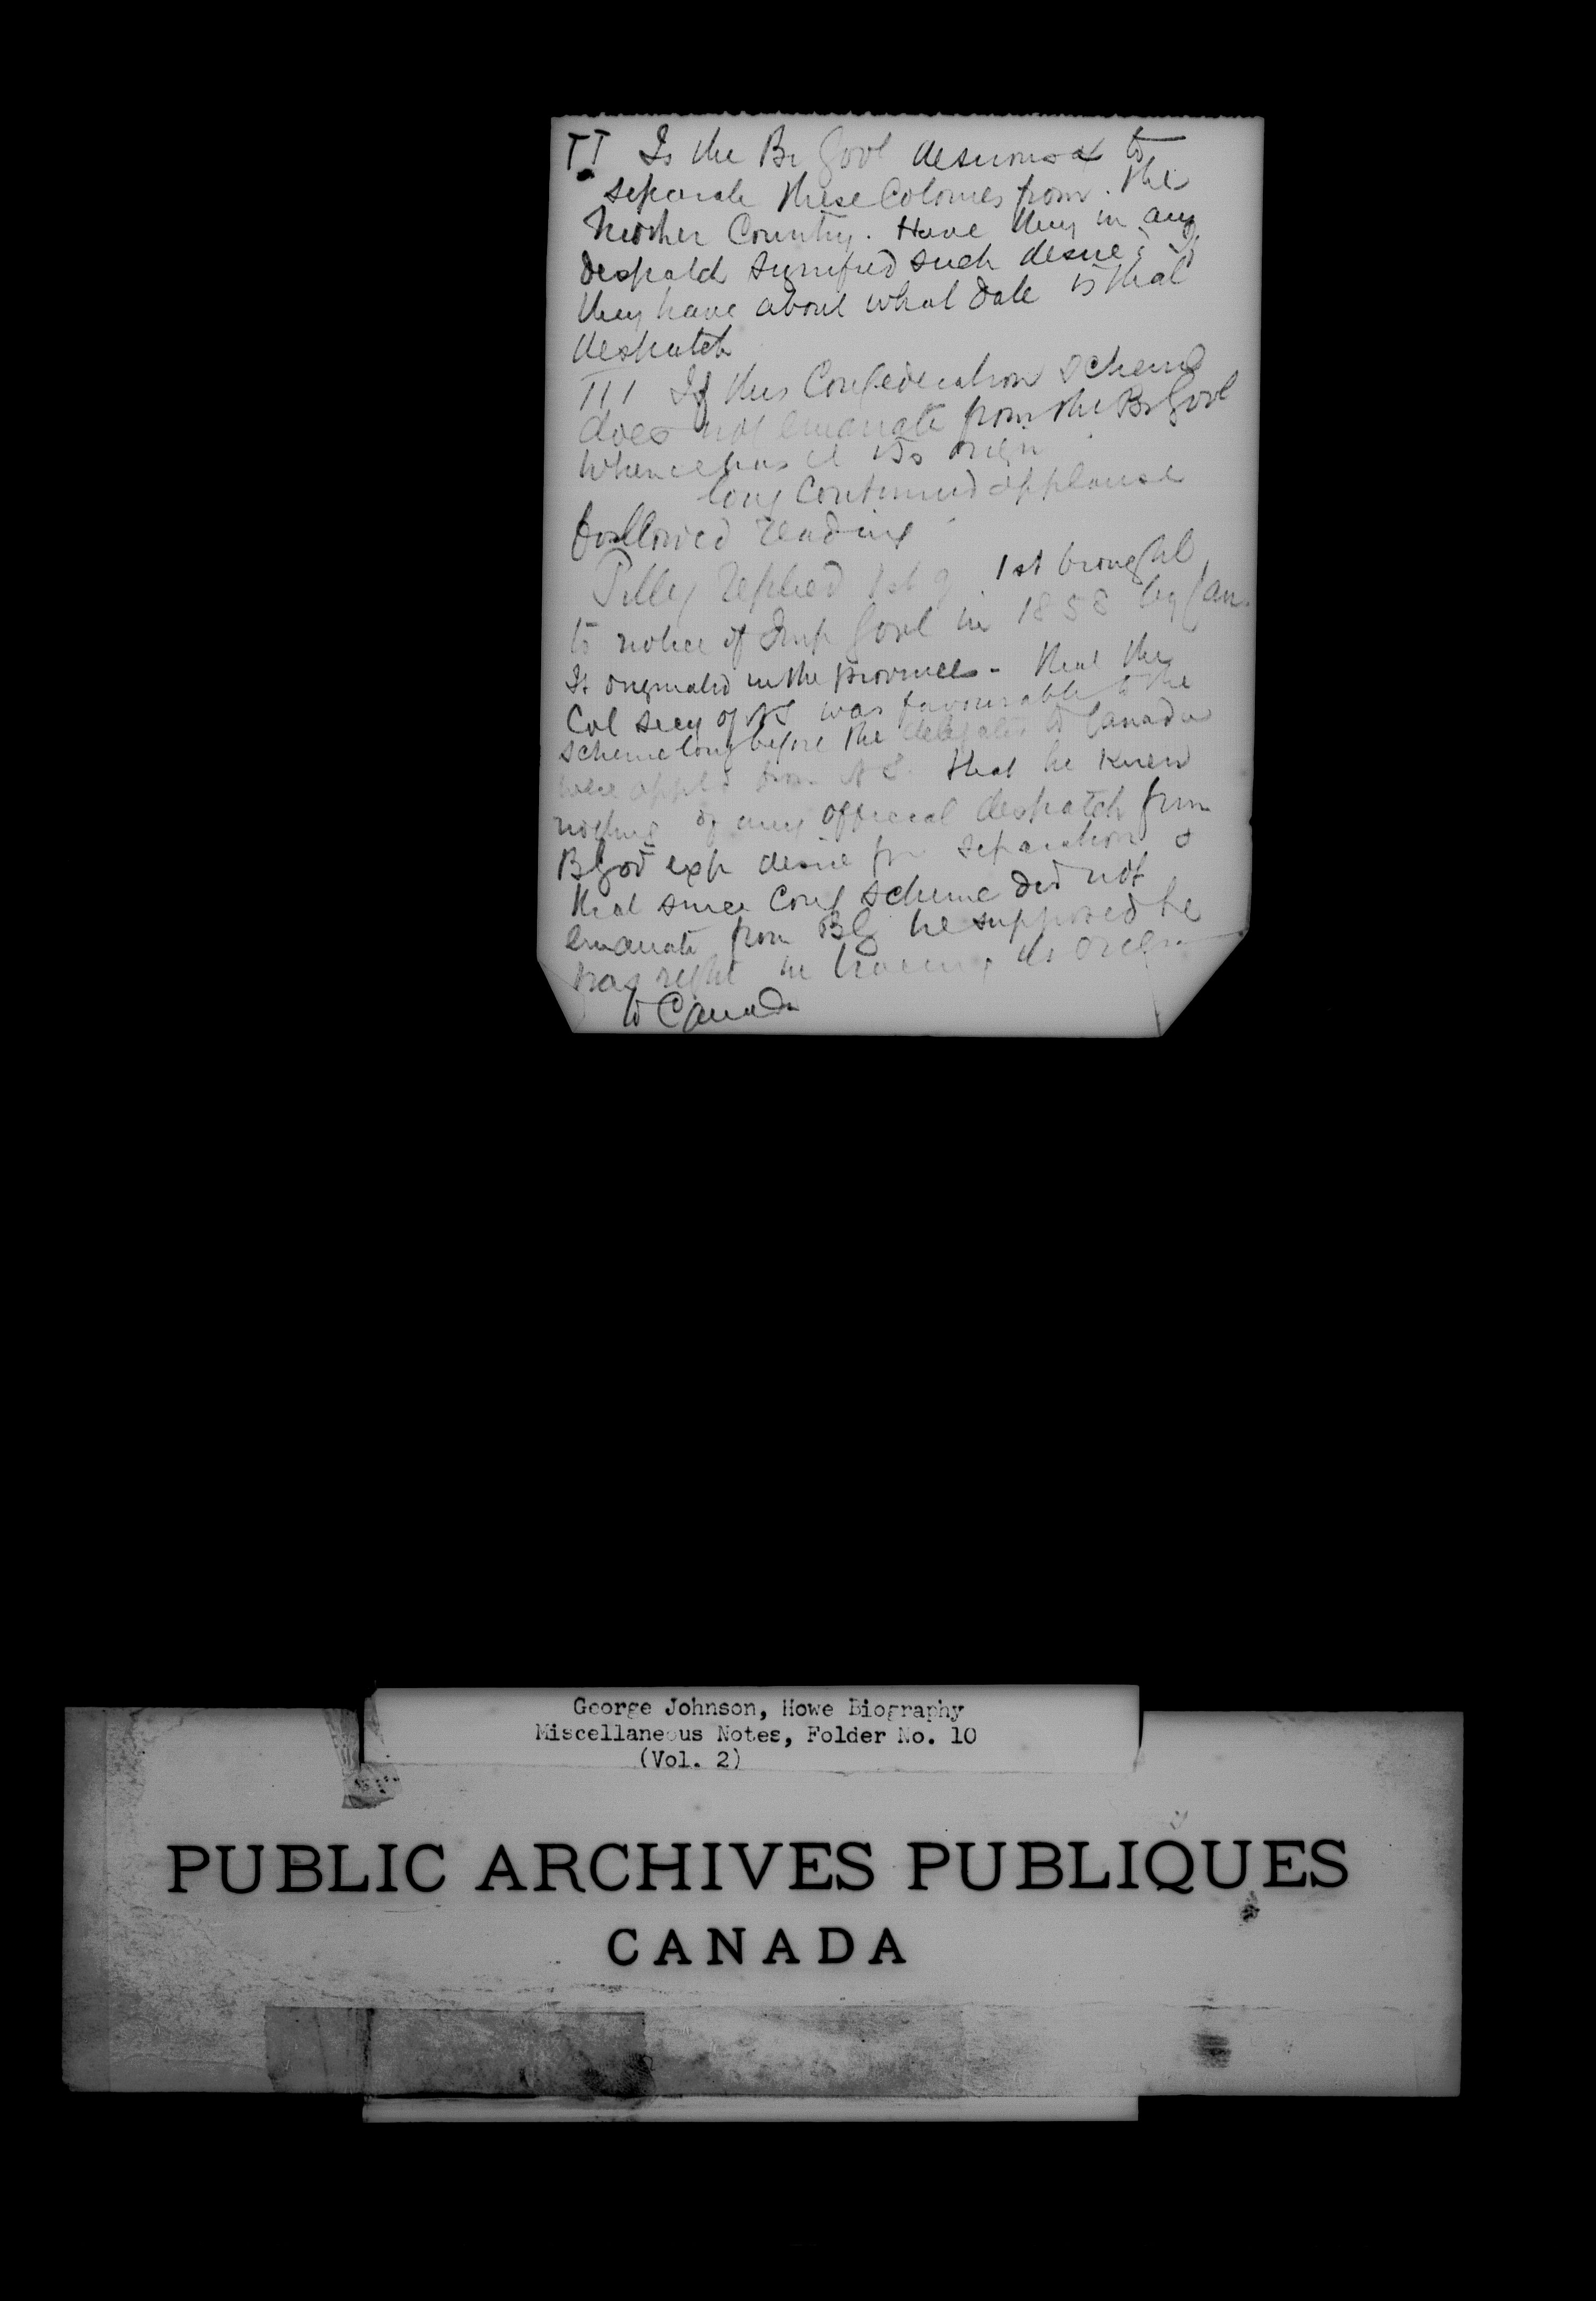 II Is the Br Govt desirous to
separate these Colonies from the
Mother Country. Have they in any
despatch signified such desire; If
they have about what date is that
despatch
III If this Confederation scheme
does not emanate from the Br Govt
whence has it its origin
long continued applause
followed reading
Tilley replied 1st q 1st brought
to notice of Imp Govt in 1858 by Can.
It originated in the provinces - that the
Col secy of NS was favourable to the
scheme long before the delegates to Canada
were apptd from NS. that he knew
nothing of any official despatch from
B Gov exp desire for separation &
that since Conf scheme did not
emanate from BG he supposed he
was right in its origin
to Canada
George Johnson, Howe Biography
Miscellaneous Notes, Folder No. 10
(Vol. 2)
PUBLIC ARCHIVES PUBLIQUES
CANADA